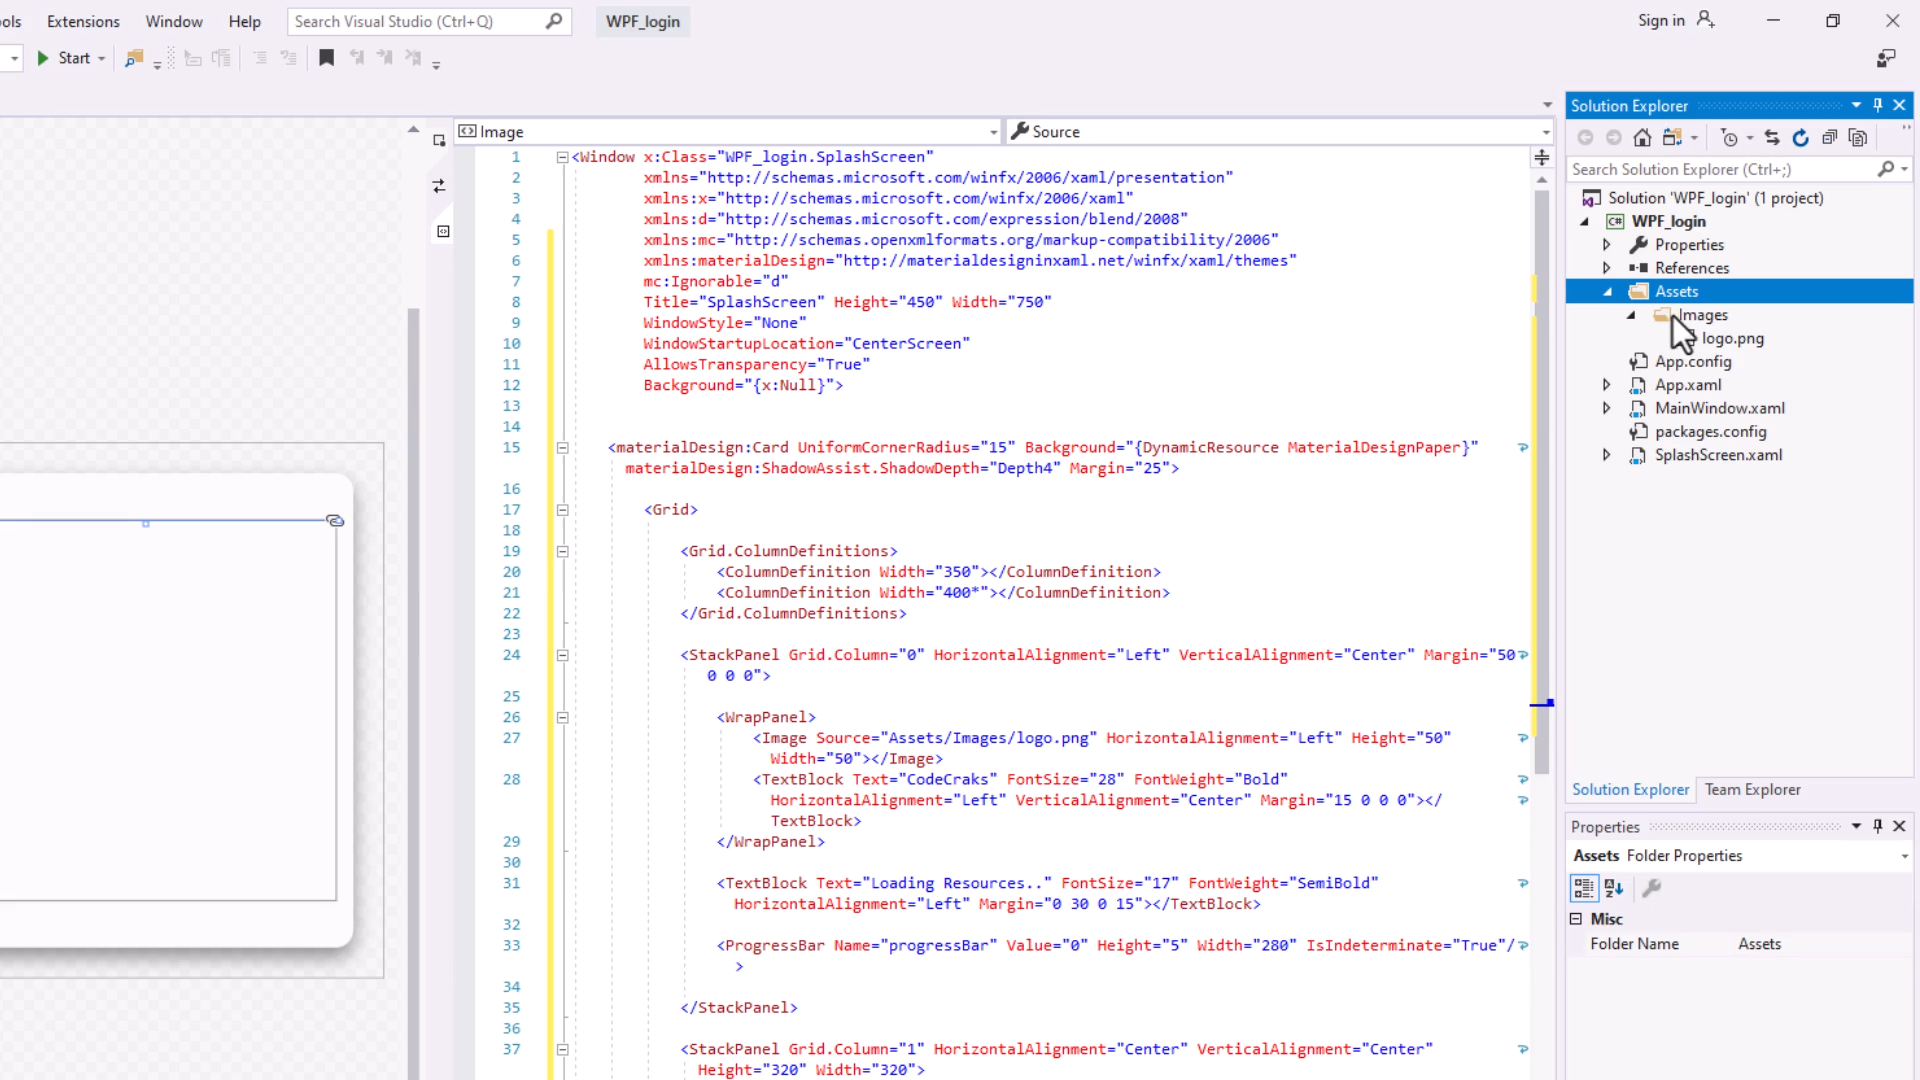 ols Extensions Window Help Search Visual Studio (Ctrl+Q) WPF_login Sign in
Start
Image Source
1 <Window x:Class="WPF_login.SplashScreen"
2 xmlns="http://schemas.microsoft.com/winfx/2006/xaml/presentation"
3 xmlns:x="http://schemas.microsoft.com/winfx/2006/xaml"
4 xmlns:d="http://schemas.microsoft.com/expression/blend/2008"
5 xmlns:mc="http://schemas.openxmlformats.org/markup-compatibility/2006"
6 xmlns:materialDesign="http://materialdesigninxaml.net/winfx/xaml/themes"
7 mc:Ignorable="d"
8 Title="SplashScreen" Height="450" Width="750"
9 WindowStyle="None"
10 WindowStartupLocation="CenterScreen"
11 AllowsTransparency="True"
12 Background="{x:Null}">
13
14
15 <materialDesign:Card UniformCornerRadius="15" Background="{DynamicResource MaterialDesignPaper}"
materialDesign:ShadowAssist.ShadowDepth="Depth4" Margin="25">
16
17 <Grid>
18
19 <Grid.ColumnDefinitions>
20 <ColumnDefinition Width="350"></ColumnDefinition>
21 <ColumnDefinition Width="400*"></ColumnDefinition>
22 </Grid.ColumnDefinitions>
23
24 <StackPanel Grid.Column="0" HorizontalAlignment="Left" VerticalAlignment="Center" Margin="50
0 0 0">
25
26 <WrapPanel>
27 <Image Source="Assets/Images/logo.png" HorizontalAlignment="Left" Height="50"
Width="50"></Image>
28 <TextBlock Text="CodeCraks" FontSize="28" FontWeight="Bold"
HorizontalAlignment="Left" VerticalAlignment="Center" Margin="15 0 0 0"></
TextBlock>
29 </WrapPanel>
30
31 <TextBlock Text="Loading Resources.." FontSize="17" FontWeight="SemiBold"
HorizontalAlignment="Left" Margin="0 30 0 15"></TextBlock>
32
33 <ProgressBar Name="progressBar" Value="0" Height="5" Width="280" IsIndeterminate="True"/
>
34
35 </StackPanel>
36
37 <StackPanel Grid.Column="1" HorizontalAlignment="Center" VerticalAlignment="Center"
Height="320" Width="320">
Solution Explorer
Search Solution Explorer (Ctrl+;)
Solution 'WPF_login' (1 project)
C# WPF_login
Properties
References
Assets
Images
logo.png
App.config
App.xaml
MainWindow.xaml
packages.config
SplashScreen.xaml
Solution Explorer Team Explorer
Properties
Assets Folder Properties
Misc
Folder Name Assets